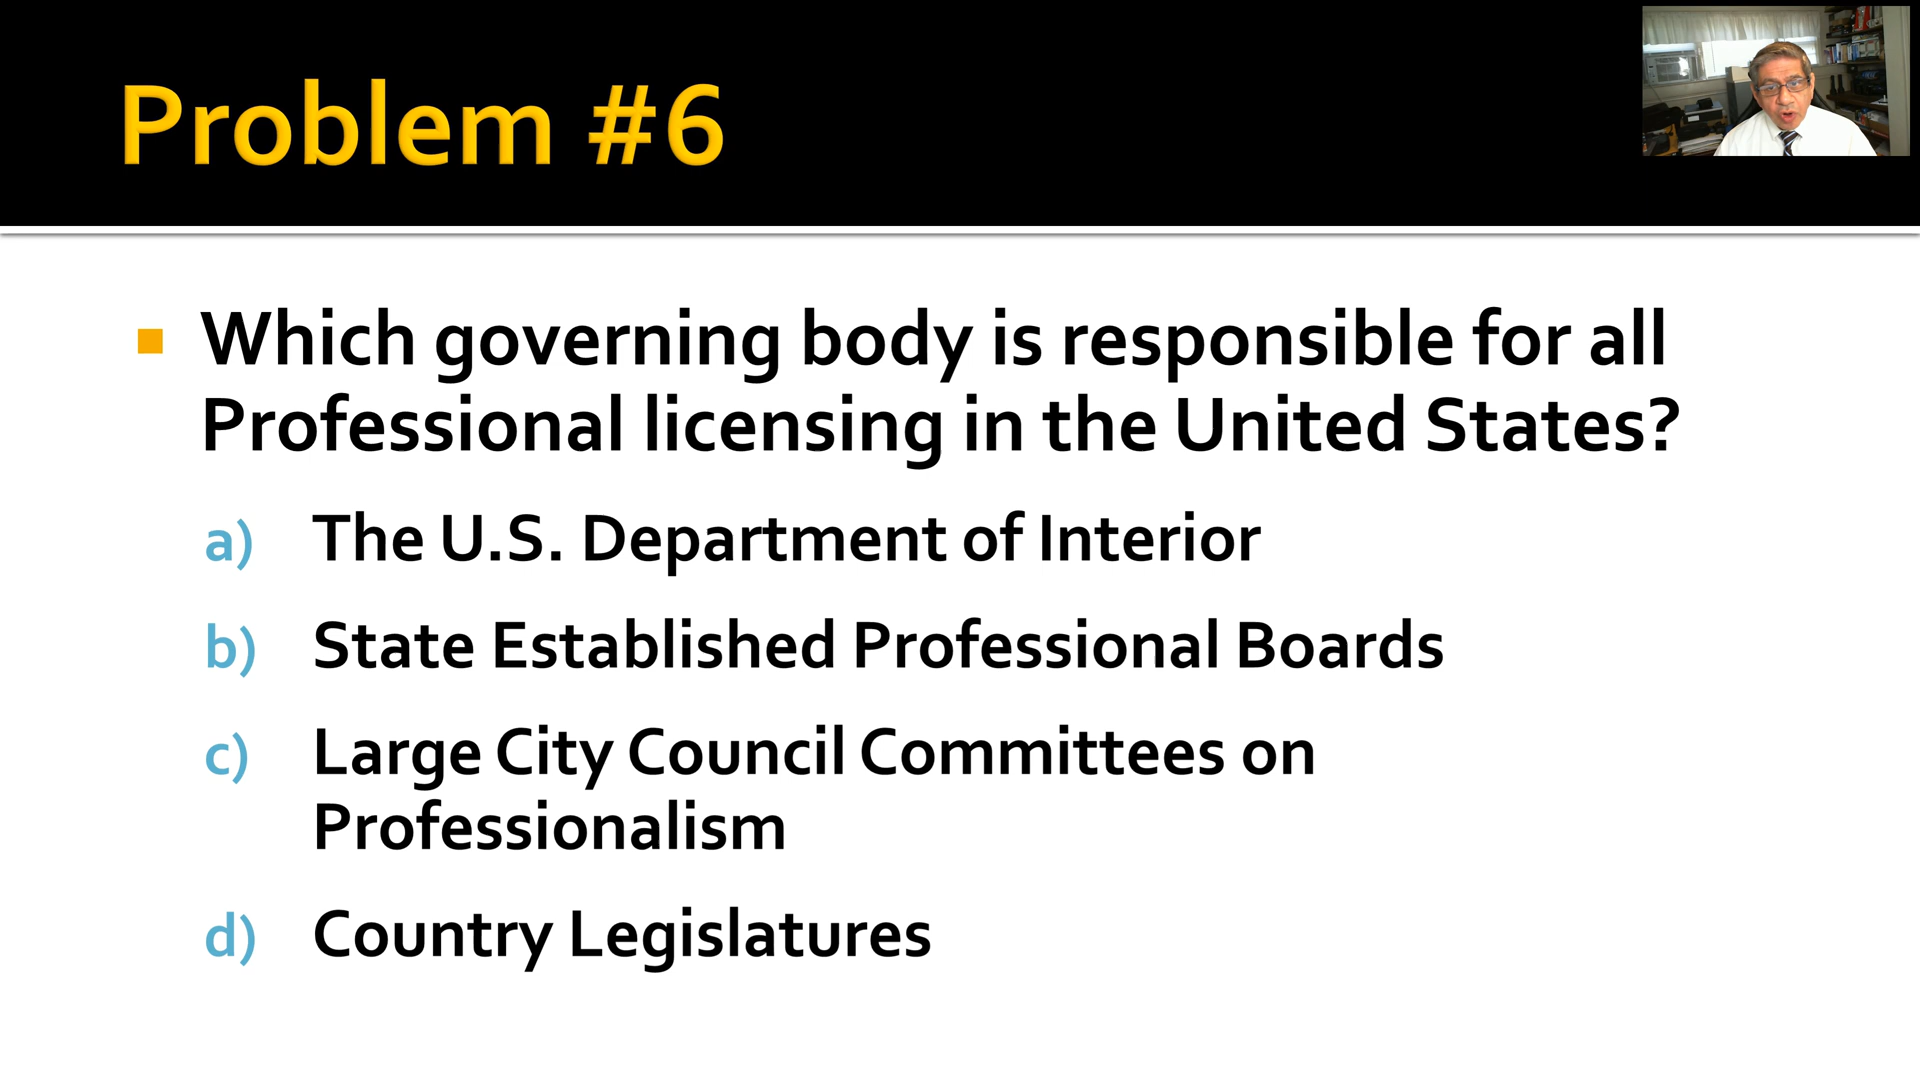 Problem #6
Which governing body is responsible for all
Professional licensing in the United States?
a) The U.S. Department of Interior
b) State Established Professional Boards
c) Large City Council Committees on
Professionalism
d) Country Legislatures